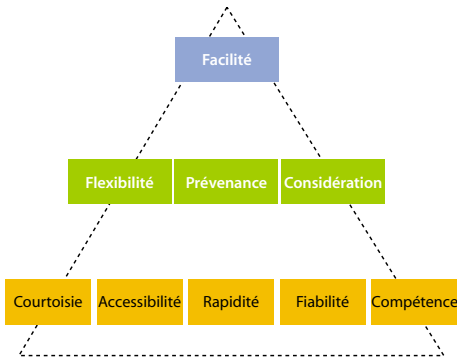 Facilité
Flexibilité Prévenance Considération
Courtoisie Accessibilité Rapidité Fiabilité Compétence